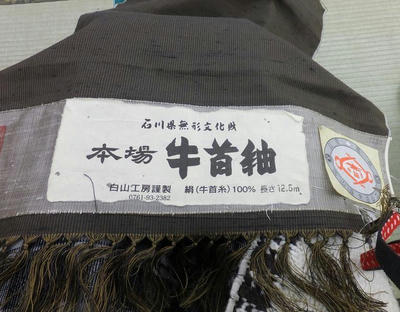 石川県無形文化財
本場 牛首紬
白山工房謹製 絹(牛首糸)100% 長さ12.5m
0761-93-2382